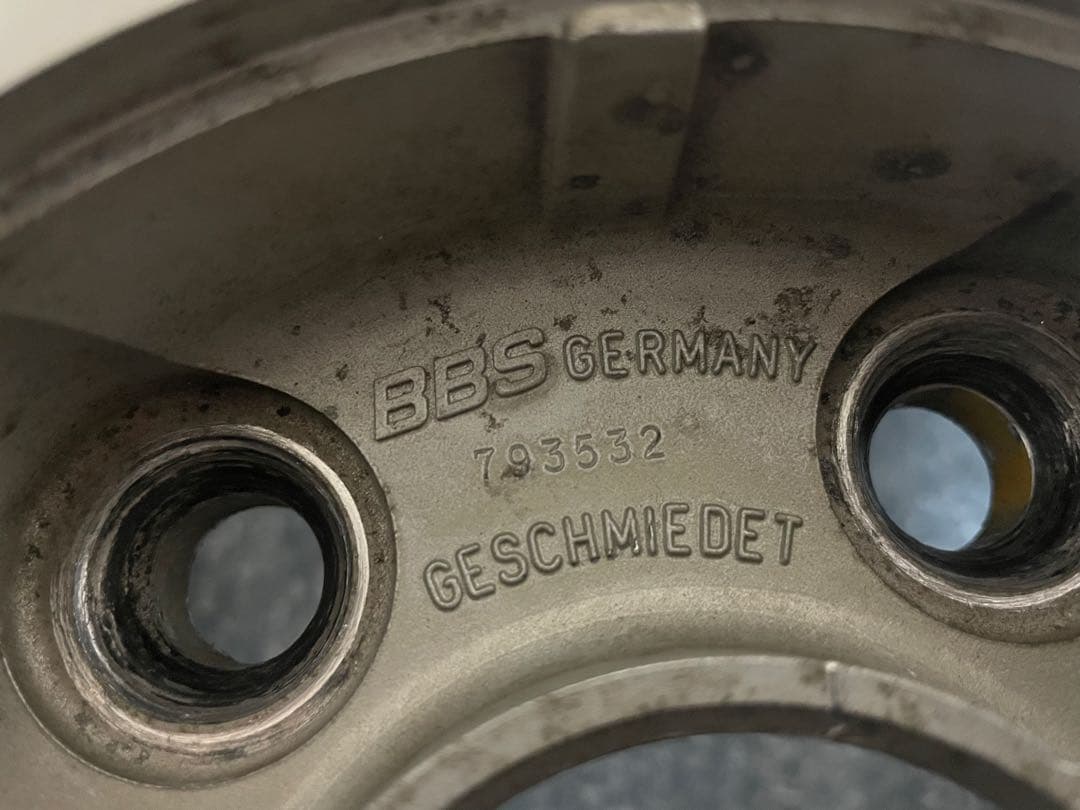 BBS GERMANY
793532
GESCHMIEDET